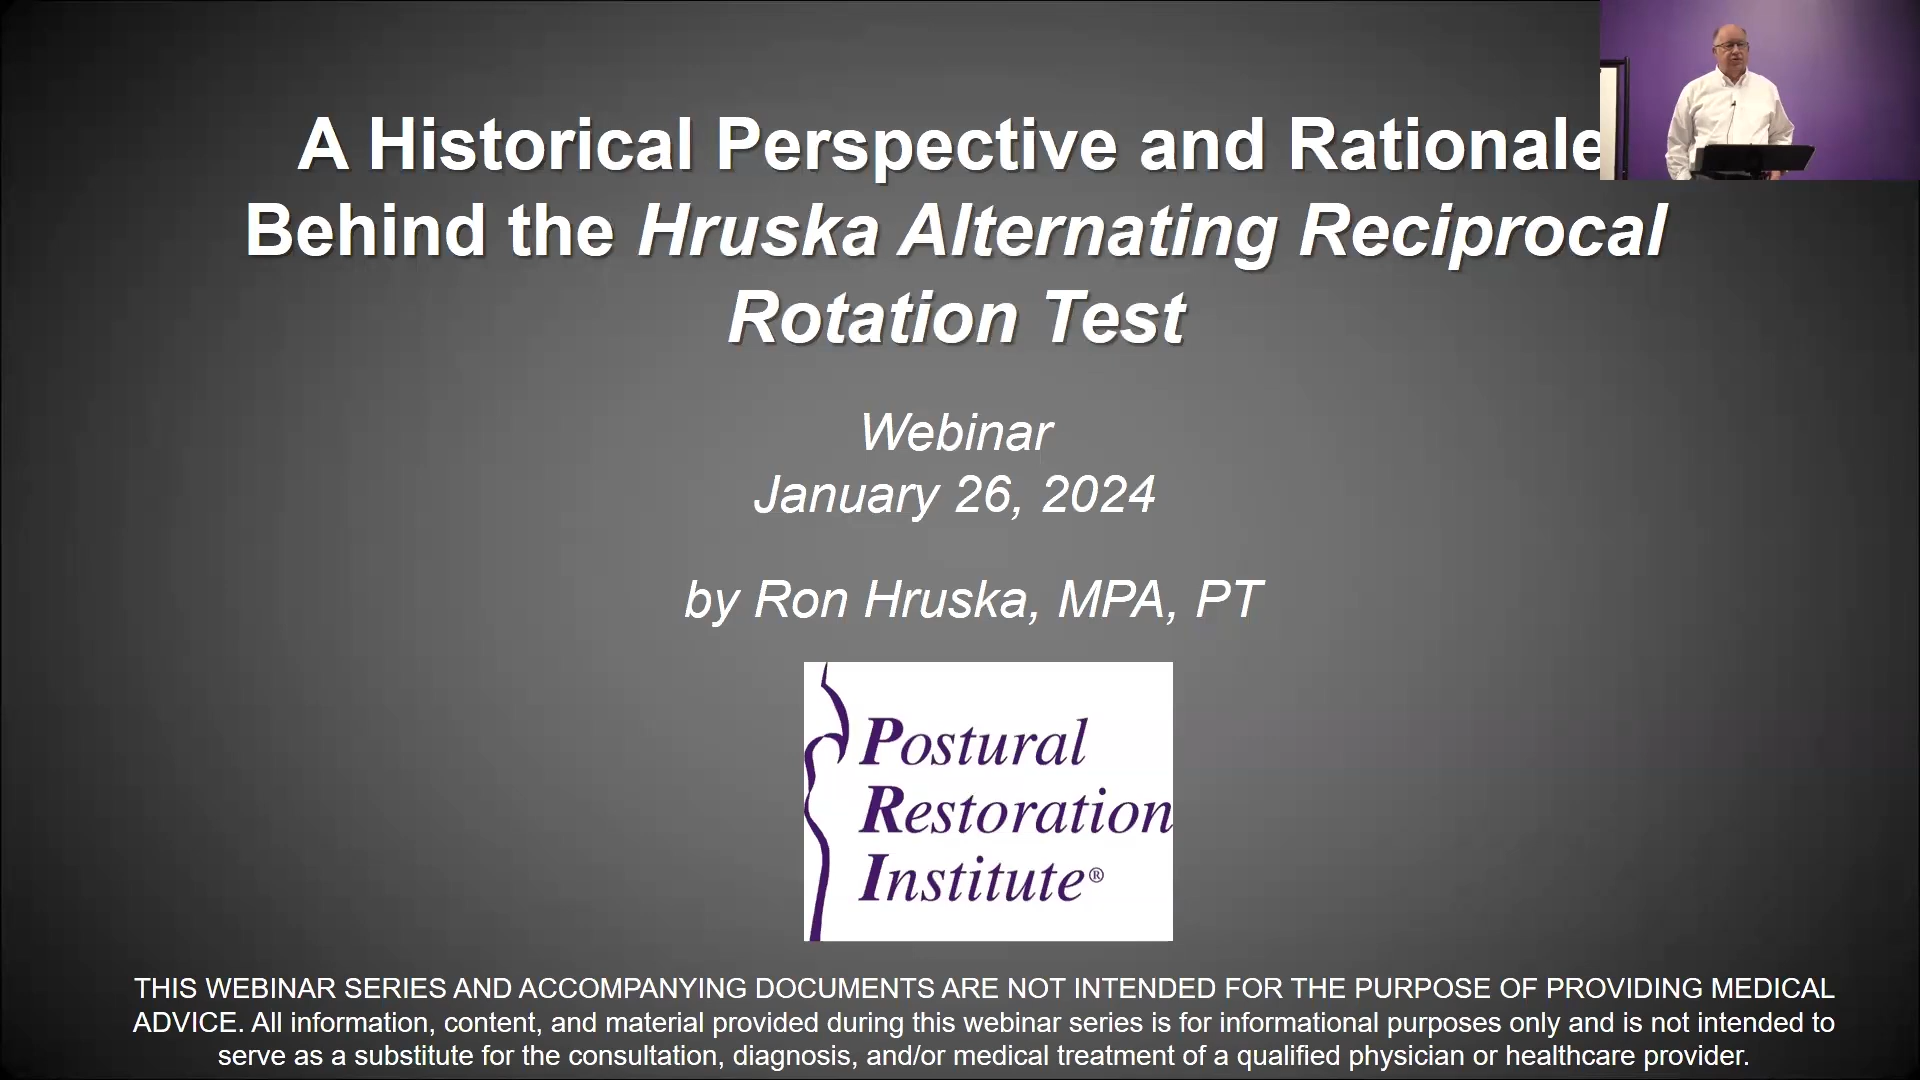 A Historical Perspective and Rationale
Behind the Hruska Alternating Reciprocal
Rotation Test
Webinar
January 26, 2024
by Ron Hruska, MPA, PT
Postural
Restoration
Institute®
THIS WEBINAR SERIES AND ACCOMPANYING DOCUMENTS ARE NOT INTENDED FOR THE PURPOSE OF PROVIDING MEDICAL
ADVICE. All information, content, and material provided during this webinar series is for informational purposes only and is not intended to
serve as a substitute for the consultation, diagnosis, and/or medical treatment of a qualified physician or healthcare provider.